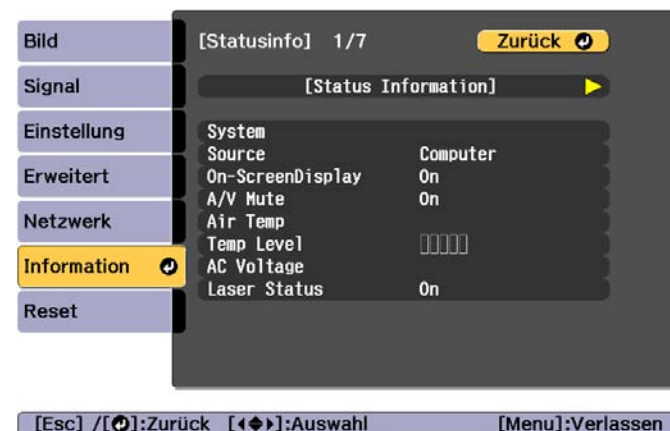 Bild
Signal
Einstellung
Erweitert
Netzwerk
Information
Reset
[Statusinfo] 1/7 Zurück
[Status Information]
System
Source Computer
On-ScreenDisplay On
A/V Mute On
Air Temp
Temp Level
AC Voltage
Laser Status On
[Esc] /[]:Zurück []:Auswahl [Menu]:Verlassen